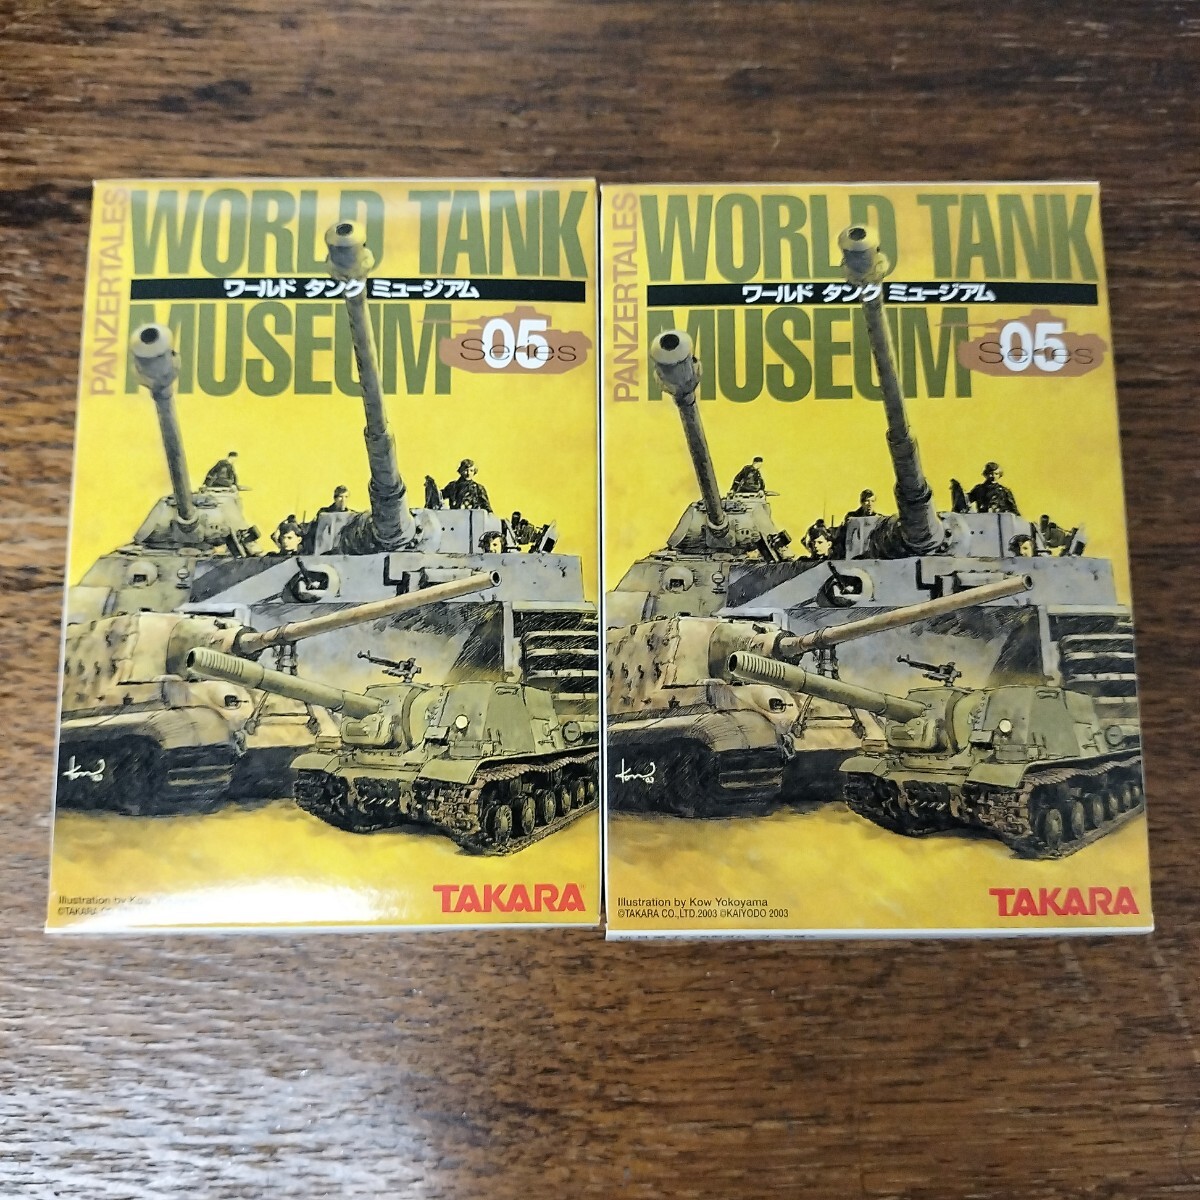 PANZERTALES
WORLD TANK
ワールド タンク ミュージアム
MUSEUM
Series 05
Illustration by Kow
©TAKARA CO
TAKARA
PANZERTALES
WORLD TANK
ワールド タンク ミュージアム
MUSEUM
Series 05
Illustration by Kow Yokoyama
©TAKARA CO.,LTD.2003 ©KAIYODO 2003
TAKARA